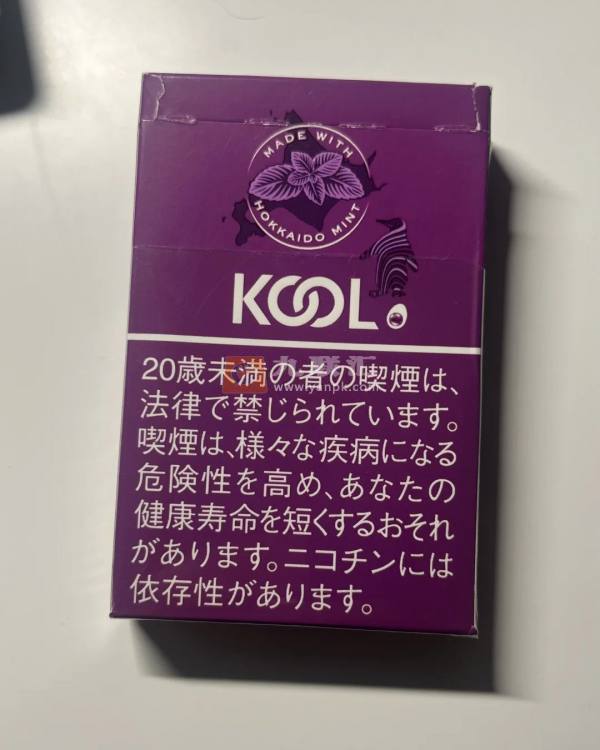 MADE WITH
HOKKAIDO MINT
KOOL
20歳未満の者の喫煙は、
法律で禁じられています。
喫煙は、様々な疾病になる
危険性を高め、あなたの
健康寿命を短くするおそれ
があります。ニコチンには
依存性があります。
www.yanpk.com